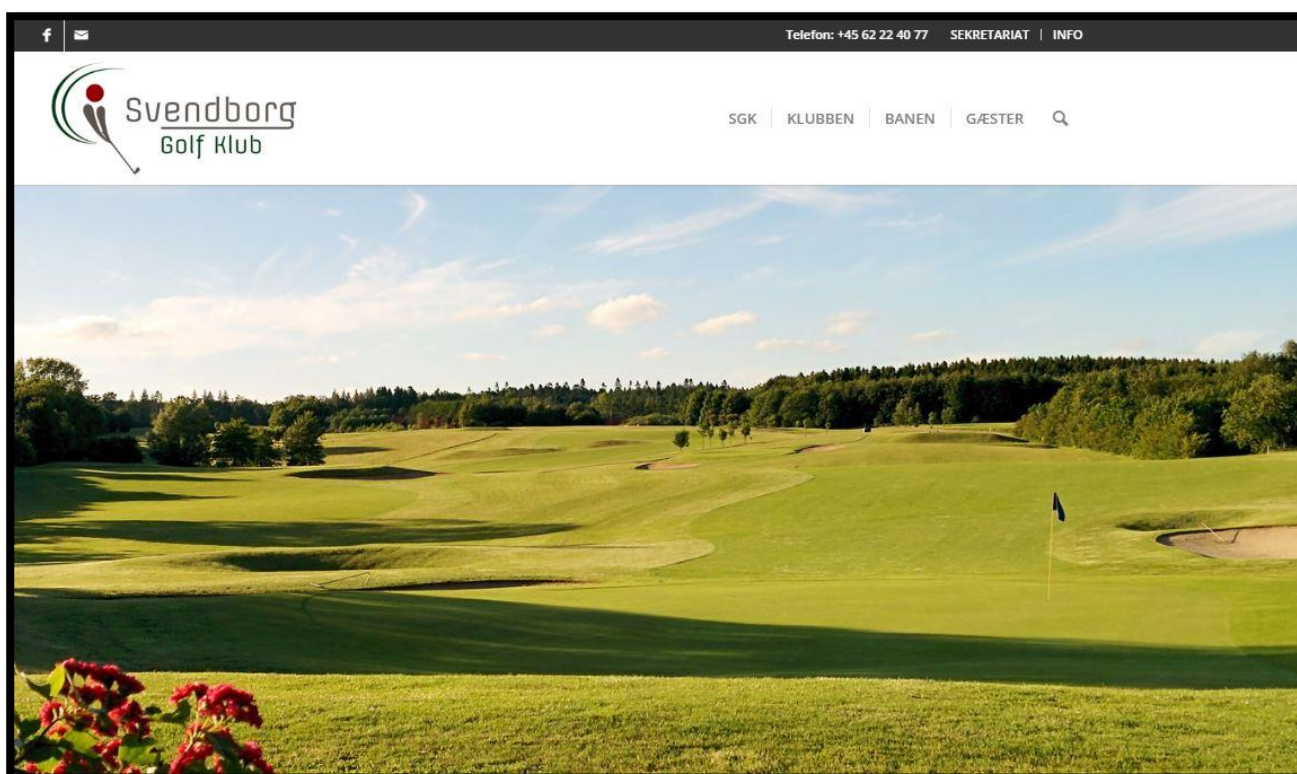 Telefon: +45 62 22 40 77 SEKRETARIAT | INFO
Svendborg
Golf Klub
SGK KLUBBEN BANEN GÆSTER